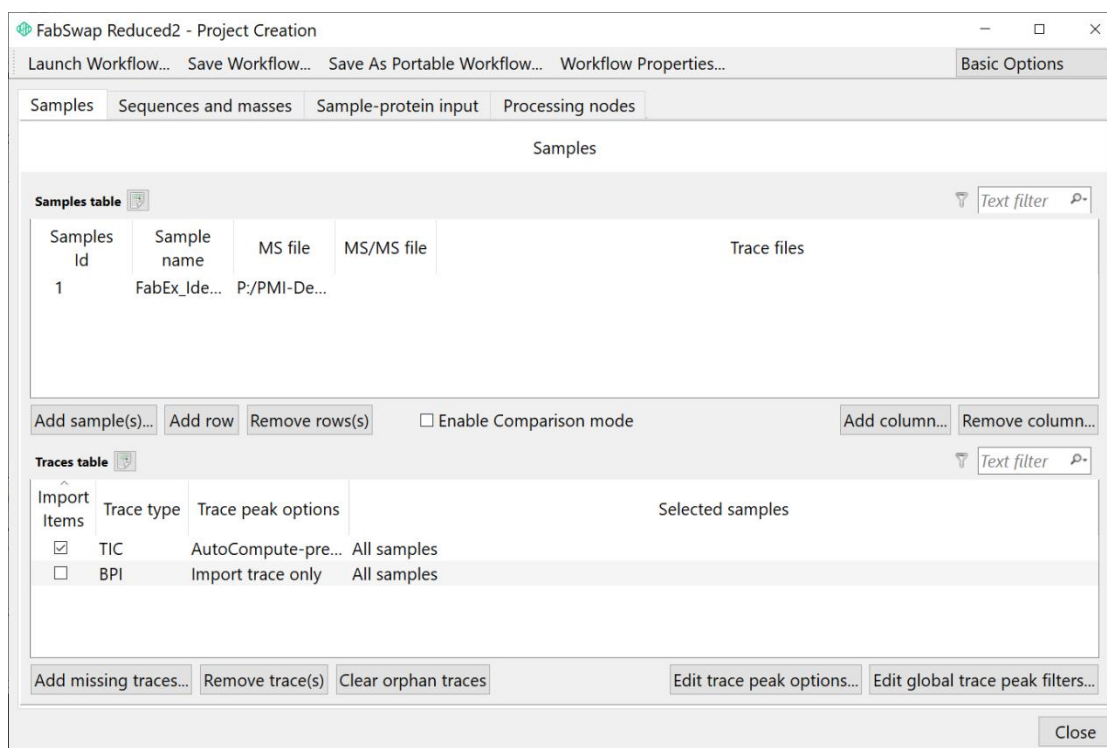 FabSwap Reduced2 - Project Creation
Launch Workflow... Save Workflow... Save As Portable Workflow... Workflow Properties... Basic Options
Samples Sequences and masses Sample-protein input Processing nodes
Samples
Samples table Text filter
Samples Id Sample name MS file MS/MS file Trace files
1 FabEx_Ide... P:/PMI-De...
Add sample(s)... Add row Remove rows(s) Enable Comparison mode Add column... Remove column...
Traces table Text filter
Import Items Trace type Trace peak options Selected samples
TIC AutoCompute-pre... All samples
BPI Import trace only All samples
Add missing traces... Remove trace(s) Clear orphan traces Edit trace peak options... Edit global trace peak filters...
Close